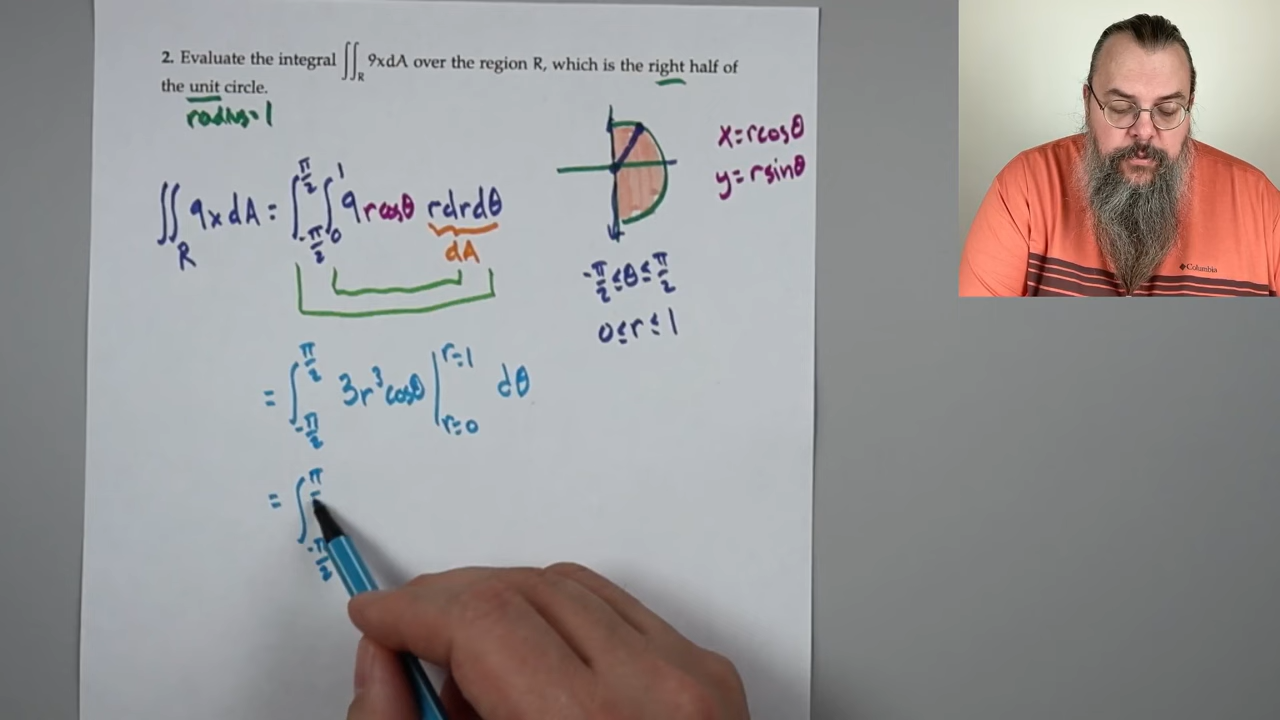 2. Evaluate the integral ∬_R 9xdA over the region R, which is the right half of
the unit circle.
radius=1
x=rcosθ
y=rsinθ
∬_R 9xdA = ∫_{-π/2}^{π/2} ∫_0^1 9rcosθ rdrdθ
dA
-π/2 ≤ θ ≤ π/2
0 ≤ r ≤ 1
= ∫_{-π/2}^{π/2} 3r³cosθ |_{r=0}^{r=1} dθ
= ∫_{-π/2}^{π
Columbia